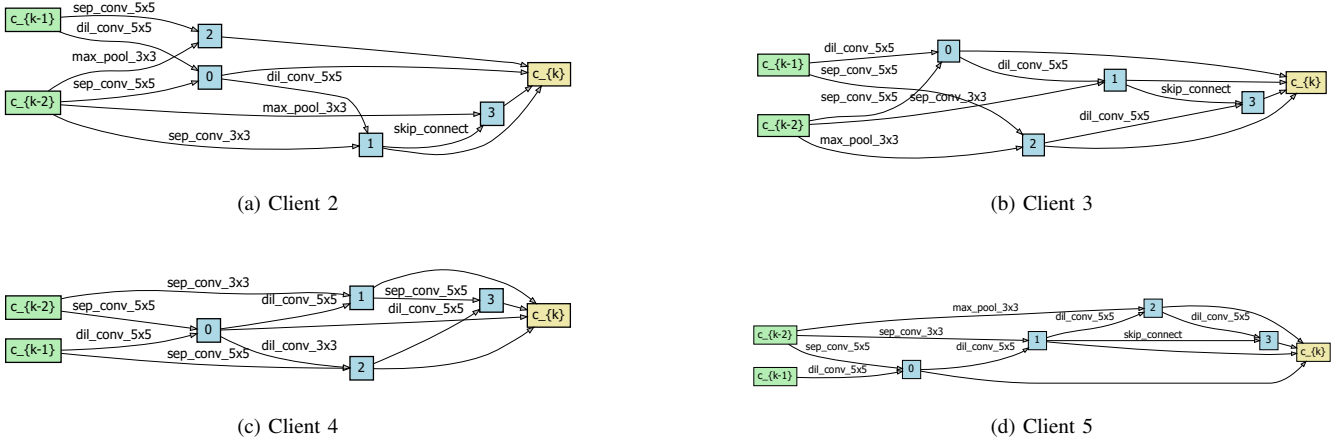 c_{k-1}
sep_conv_5x5
dil_conv_5x5
2
max_pool_3x3
0
dil_conv_5x5
c_{k}
c_{k-2}
sep_conv_5x5
max_pool_3x3
3
sep_conv_3x3
skip_connect
1
(a) Client 2
c_{k-1}
dil_conv_5x5
0
sep_conv_5x5
dil_conv_5x5
1
c_{k}
sep_conv_5x5
sep_conv_3x3
skip_connect
3
c_{k-2}
dil_conv_5x5
max_pool_3x3
2
(b) Client 3
sep_conv_3x3
1
sep_conv_5x5
3
c_{k-2}
sep_conv_5x5
dil_conv_5x5
dil_conv_5x5
c_{k}
0
c_{k-1}
dil_conv_5x5
dil_conv_3x3
sep_conv_5x5
2
(c) Client 4
max_pool_3x3
2
c_{k-2}
sep_conv_3x3
dil_conv_5x5
dil_conv_5x5
1
skip_connect
3
sep_conv_5x5
dil_conv_5x5
c_{k}
c_{k-1}
dil_conv_5x5
0
(d) Client 5